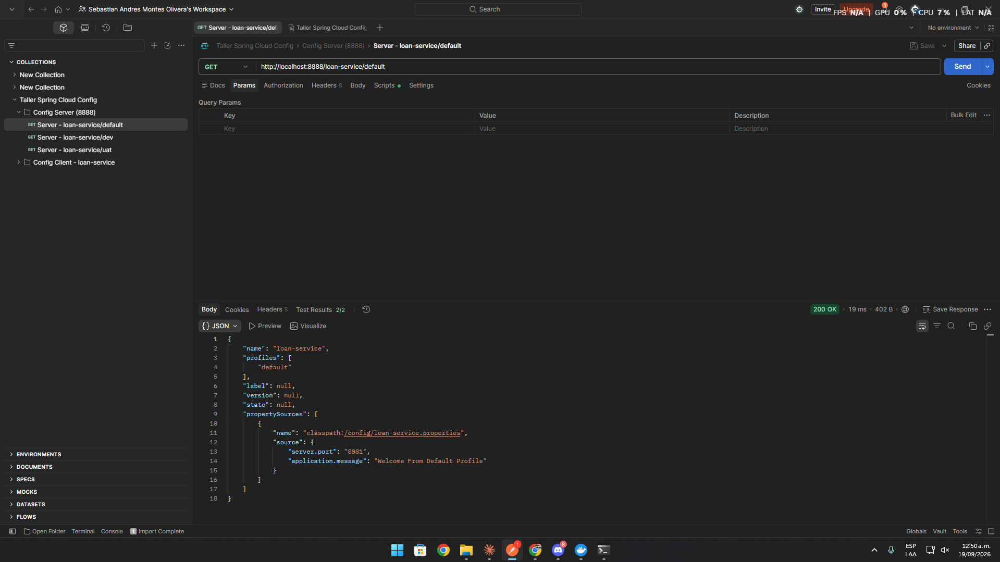 Sebastian Andres Montes Olivera's Workspace
Search
Invite
Upgrade
1
FPS N/A | GPU 0 % | CPU 7 % | LAT N/A
GET Server - loan-service/def
Taller Spring Cloud Config
No environment
Taller Spring Cloud Config > Config Server (8888) > Server - loan-service/default
Save
Share
COLLECTIONS
New Collection
New Collection
Taller Spring Cloud Config
Config Server (8888)
GET Server - loan-service/default
GET Server - loan-service/dev
GET Server - loan-service/uat
Config Client - loan-service
HTTP
GET
http://localhost:8888/loan-service/default
Send
Docs
Params
Authorization
Headers 6
Body
Scripts
Settings
Cookies
Query Params
Key
Value
Description
Bulk Edit
Key
Value
Description
Body
Cookies
Headers 5
Test Results 2/2
200 OK
19 ms
402 B
e.g. Save Response
{} JSON
Preview
Visualize
1 {
2 "name": "loan-service",
3 "profiles": [
4 "default"
5 ],
6 "label": null,
7 "version": null,
8 "state": null,
9 "propertySources": [
10 {
11 "name": "classpath:/config/loan-service.properties",
12 "source": {
13 "server.port": "8081",
14 "application.message": "Welcome From Default Profile"
15 }
16 }
17 ]
18 }
ENVIRONMENTS
DOCUMENTS
SPECS
MOCKS
DATASETS
FLOWS
Open Folder
Terminal
Console
1 Import Complete
Globals
Vault
Tools
1
8
ESP
LAA
12:50 a. m.
19/09/2026